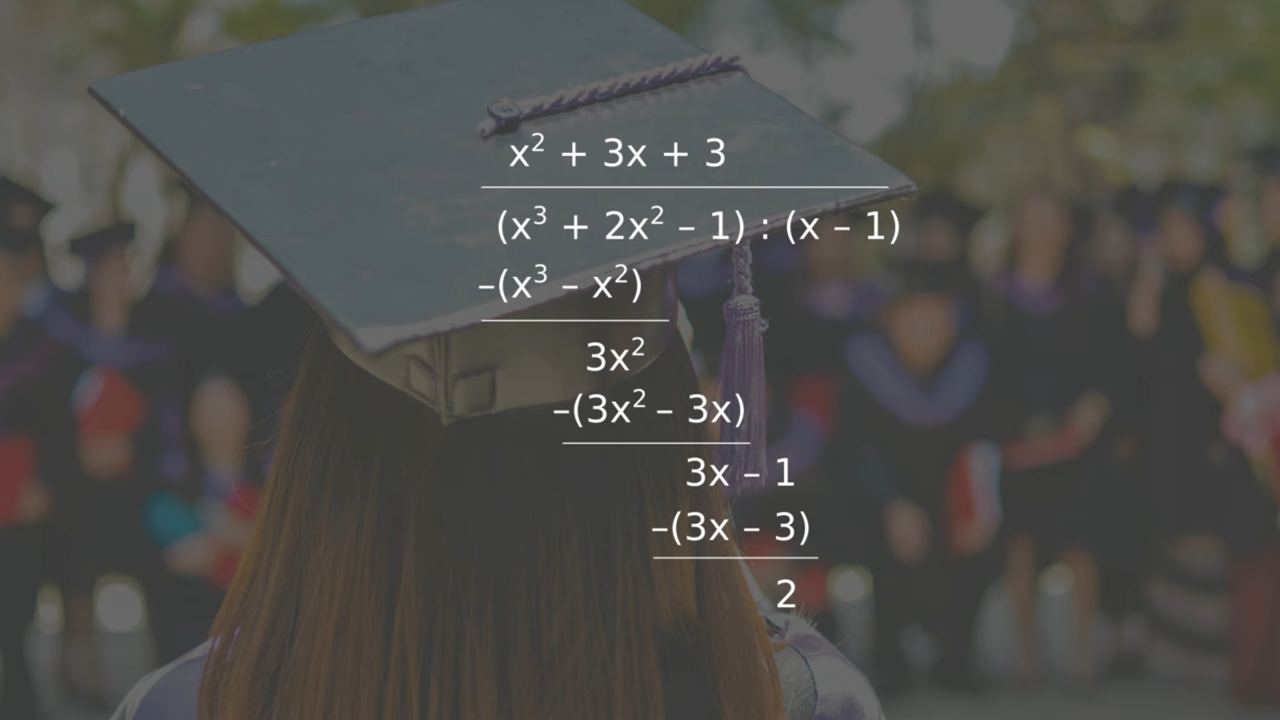 x² + 3x + 3
(x³ + 2x² – 1) : (x – 1)
–(x³ – x²)
3x²
–(3x² – 3x)
3x – 1
–(3x – 3)
2